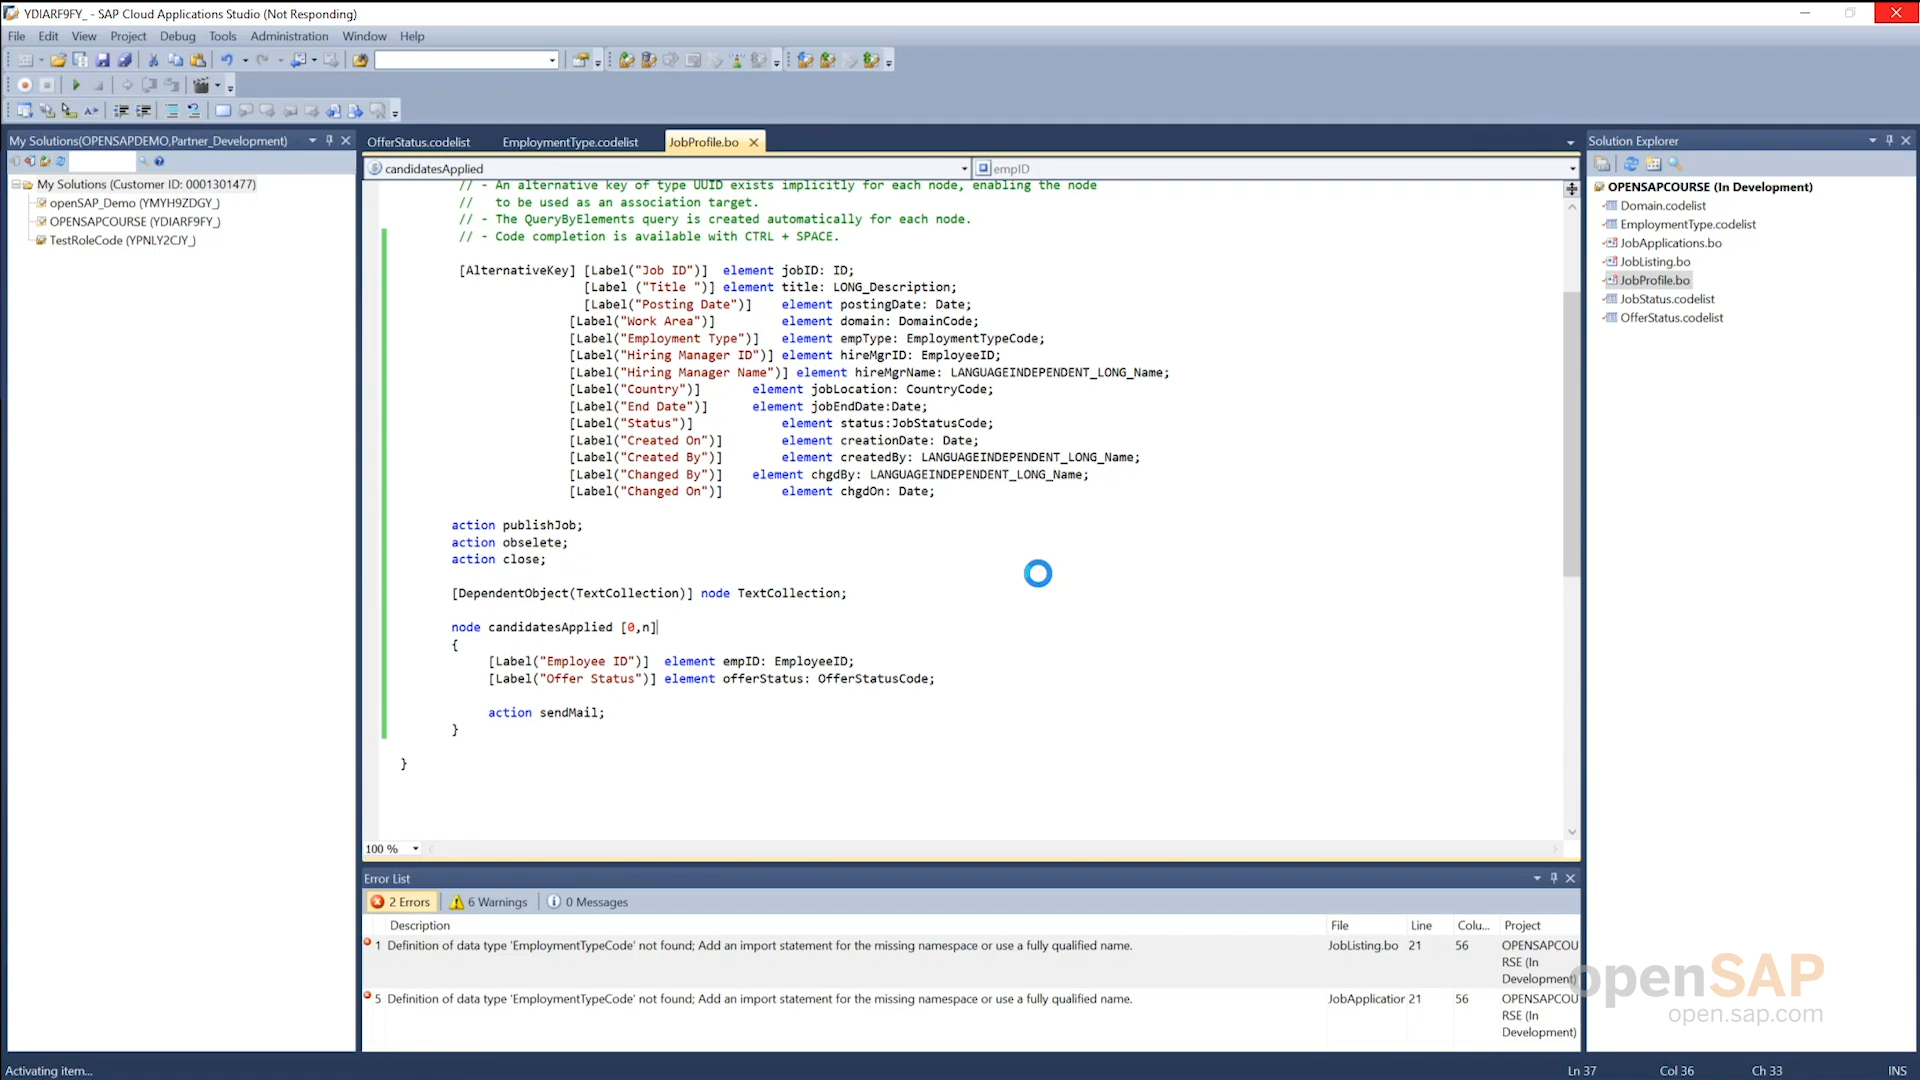 YDIARF9FY_ - SAP Cloud Applications Studio (Not Responding)
File Edit View Project Debug Tools Administration Window Help
My Solutions(OPENSAPDEMO,Partner_Development)
My Solutions (Customer ID: 0001301477)
openSAP_Demo (YMYH9ZDGY_)
OPENSAPCOURSE (YDIARF9FY_)
TestRoleCode (YPNLY2CJY_)
OfferStatus.codelist EmploymentType.codelist JobProfile.bo
candidatesApplied empID
// - An alternative key of type UUID exists implicitly for each node, enabling the node
// to be used as an association target.
// - The QueryByElements query is created automatically for each node.
// - Code completion is available with CTRL + SPACE.
[AlternativeKey] [Label("Job ID")] element jobID: ID;
[Label ("Title ")] element title: LONG_Description;
[Label("Posting Date")] element postingDate: Date;
[Label("Work Area")] element domain: DomainCode;
[Label("Employment Type")] element empType: EmploymentTypeCode;
[Label("Hiring Manager ID")] element hireMgrID: EmployeeID;
[Label("Hiring Manager Name")] element hireMgrName: LANGUAGEINDEPENDENT_LONG_Name;
[Label("Country")] element jobLocation: CountryCode;
[Label("End Date")] element jobEndDate:Date;
[Label("Status")] element status:JobStatusCode;
[Label("Created On")] element creationDate: Date;
[Label("Created By")] element createdBy: LANGUAGEINDEPENDENT_LONG_Name;
[Label("Changed By")] element chgdBy: LANGUAGEINDEPENDENT_LONG_Name;
[Label("Changed On")] element chgdOn: Date;
action publishJob;
action obselete;
action close;
[DependentObject(TextCollection)] node TextCollection;
node candidatesApplied [0,n]
{
[Label("Employee ID")] element empID: EmployeeID;
[Label("Offer Status")] element offerStatus: OfferStatusCode;
action sendMail;
}
}
100 %
Solution Explorer
OPENSAPCOURSE (In Development)
Domain.codelist
EmploymentType.codelist
JobApplications.bo
JobListing.bo
JobProfile.bo
JobStatus.codelist
OfferStatus.codelist
Error List
2 Errors 6 Warnings 0 Messages
Description File Line Colu... Project
1 Definition of data type 'EmploymentTypeCode' not found; Add an import statement for the missing namespace or use a fully qualified name. JobListing.bo 21 56 OPENSAPCOU
RSE (In
Development)
5 Definition of data type 'EmploymentTypeCode' not found; Add an import statement for the missing namespace or use a fully qualified name. JobApplication 21 56 OPENSAPCOU
RSE (In
Development)
openSAP
open.sap.com
Activating item... Ln 37 Col 36 Ch 33 INS